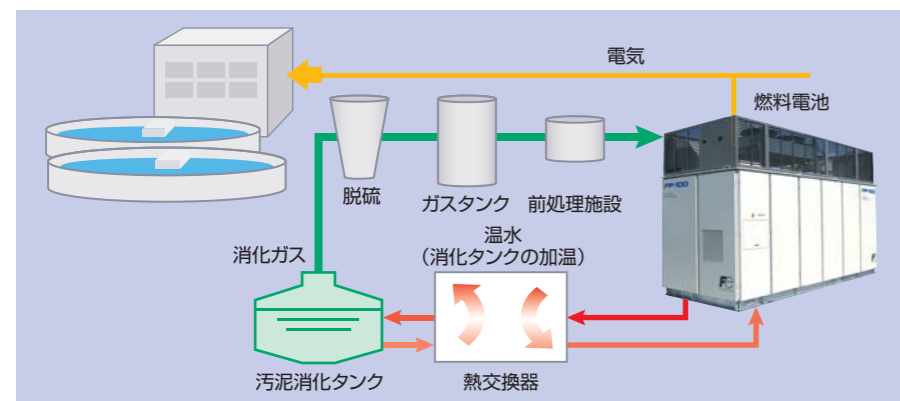 電気
燃料電池
FP-100
脱硫
ガスタンク
前処理施設
消化ガス
温水
（消化タンクの加温）
汚泥消化タンク
熱交換器